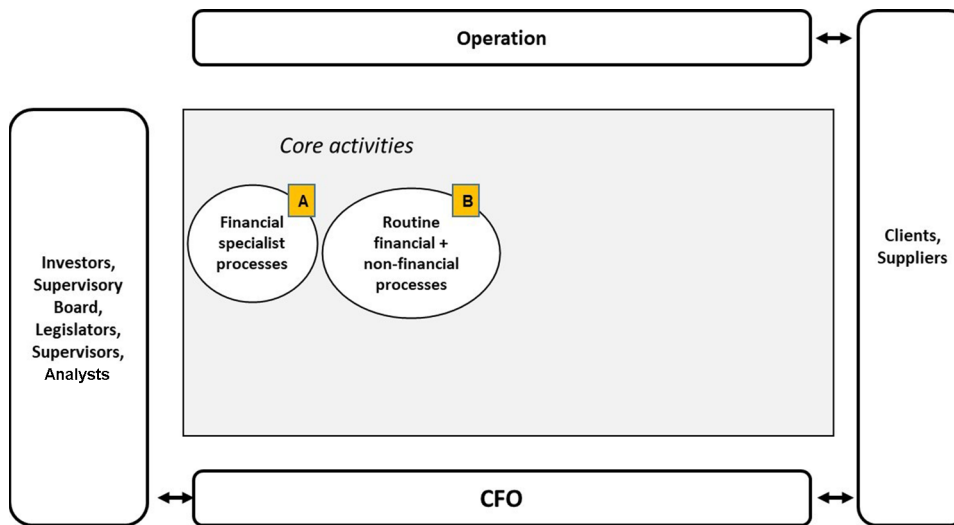 Operation
Core activities
A
Financial
specialist
processes
B
Routine
financial +
non-financial
processes
Investors,
Supervisory
Board,
Legislators,
Supervisors,
Analysts
Clients,
Suppliers
CFO